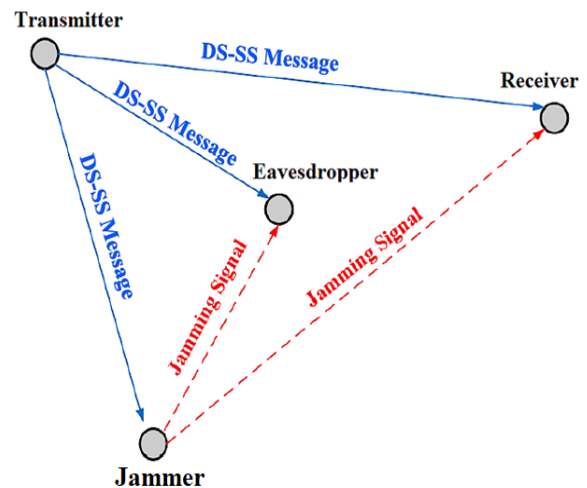 Transmitter
DS-SS Message
Receiver
DS-SS Message
Eavesdropper
DS-SS Message
Jamming Signal
Jamming Signal
Jammer